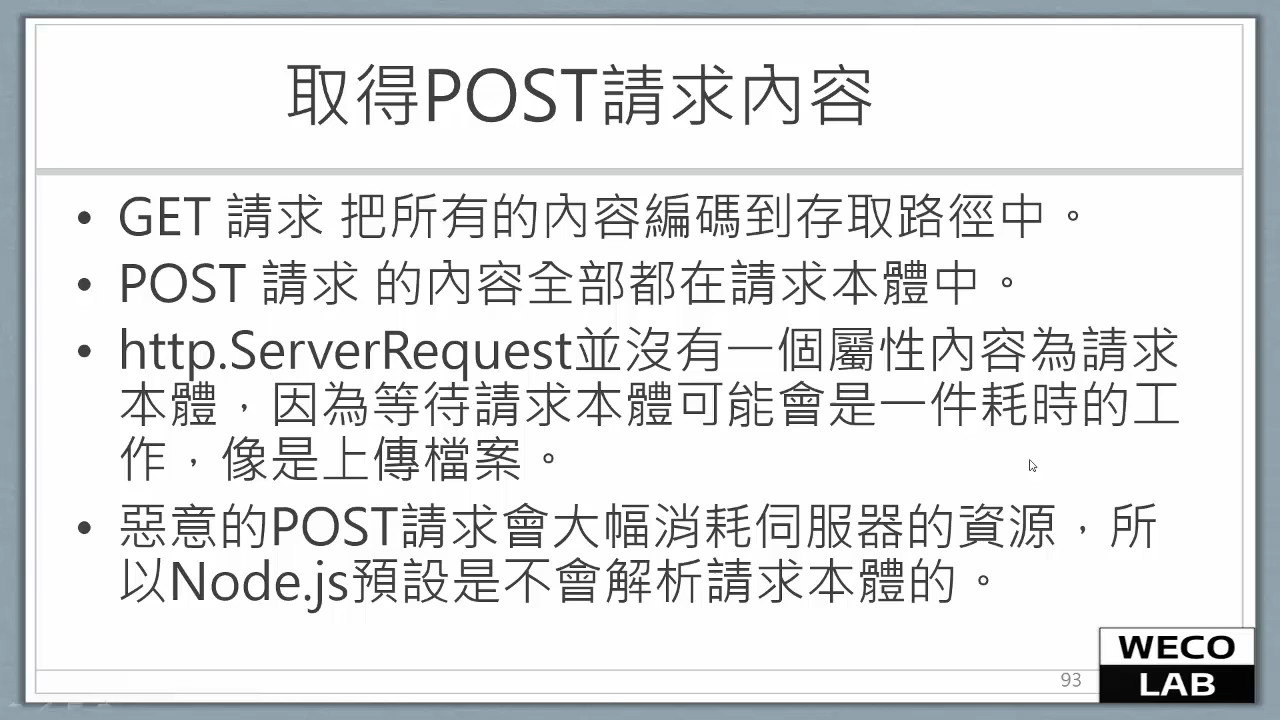 取得POST請求內容
• GET 請求 把所有的內容編碼到存取路徑中。
• POST 請求 的內容全部都在請求本體中。
• http.ServerRequest並沒有一個屬性內容為請求
本體，因為等待請求本體可能會是一件耗時的工
作，像是上傳檔案。
• 惡意的POST請求會大幅消耗伺服器的資源，所
以Node.js預設是不會解析請求本體的。
93
WECO
LAB